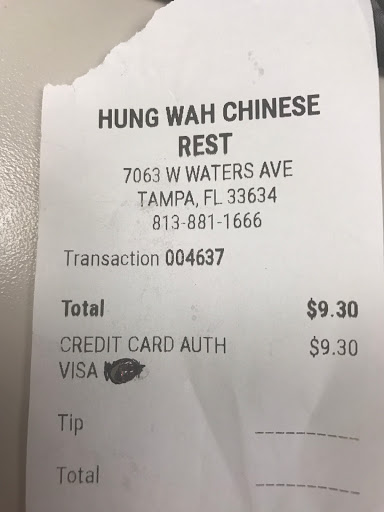 HUNG WAH CHINESE
REST
7063 W WATERS AVE
TAMPA, FL 33634
813-881-1666
Transaction 004637
Total $9.30
CREDIT CARD AUTH $9.30
VISA
Tip
Total